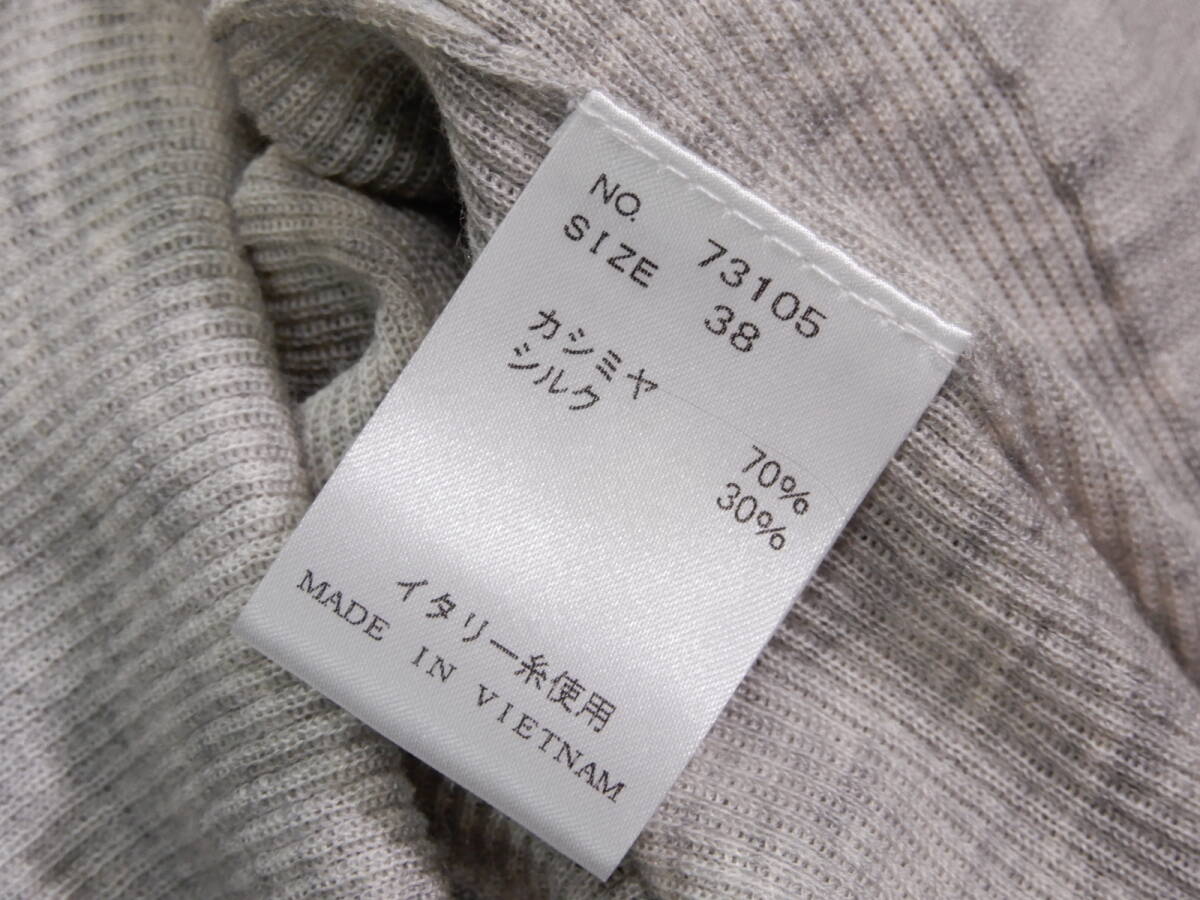 NO. 73105
SIZE 38
カシミヤ 70%
シルク 30%
イタリー糸使用
MADE IN VIETNAM